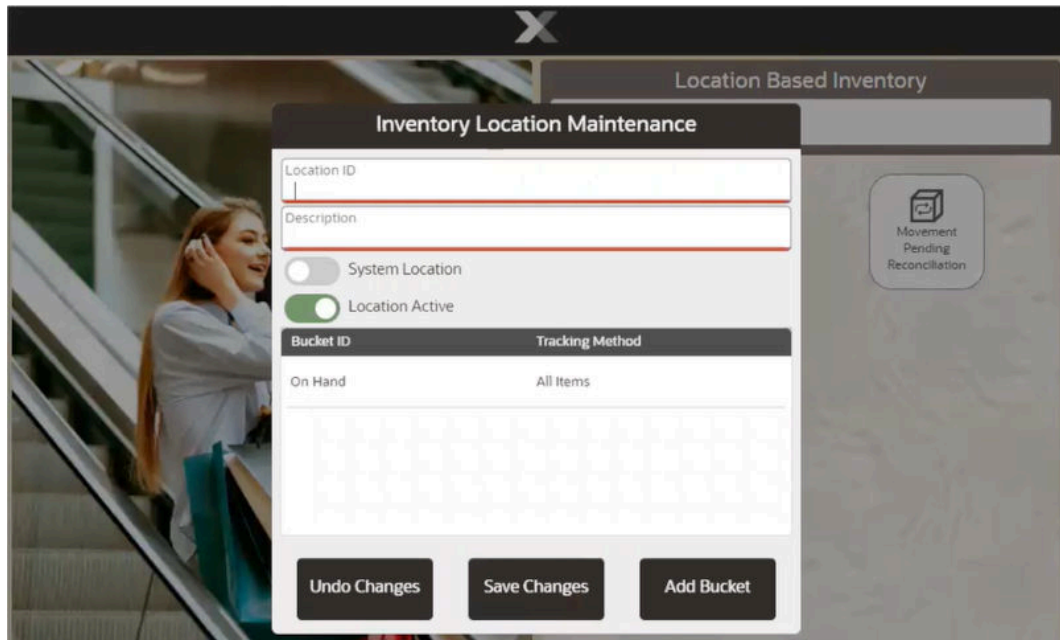 Location Based Inventory
Inventory Location Maintenance
Location ID
Description
System Location
Location Active
Bucket ID Tracking Method
On Hand All Items
Undo Changes Save Changes Add Bucket
Movement
Pending
Reconciliation